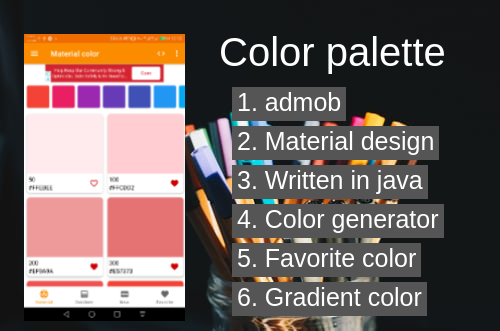 Color palette
1. admob
2. Material design
3. Written in java
4. Color generator
5. Favorite color
6. Gradient color
Material color
50
#FFEBEE
100
#FFCDD2
200
#EF9A9A
300
#E57373